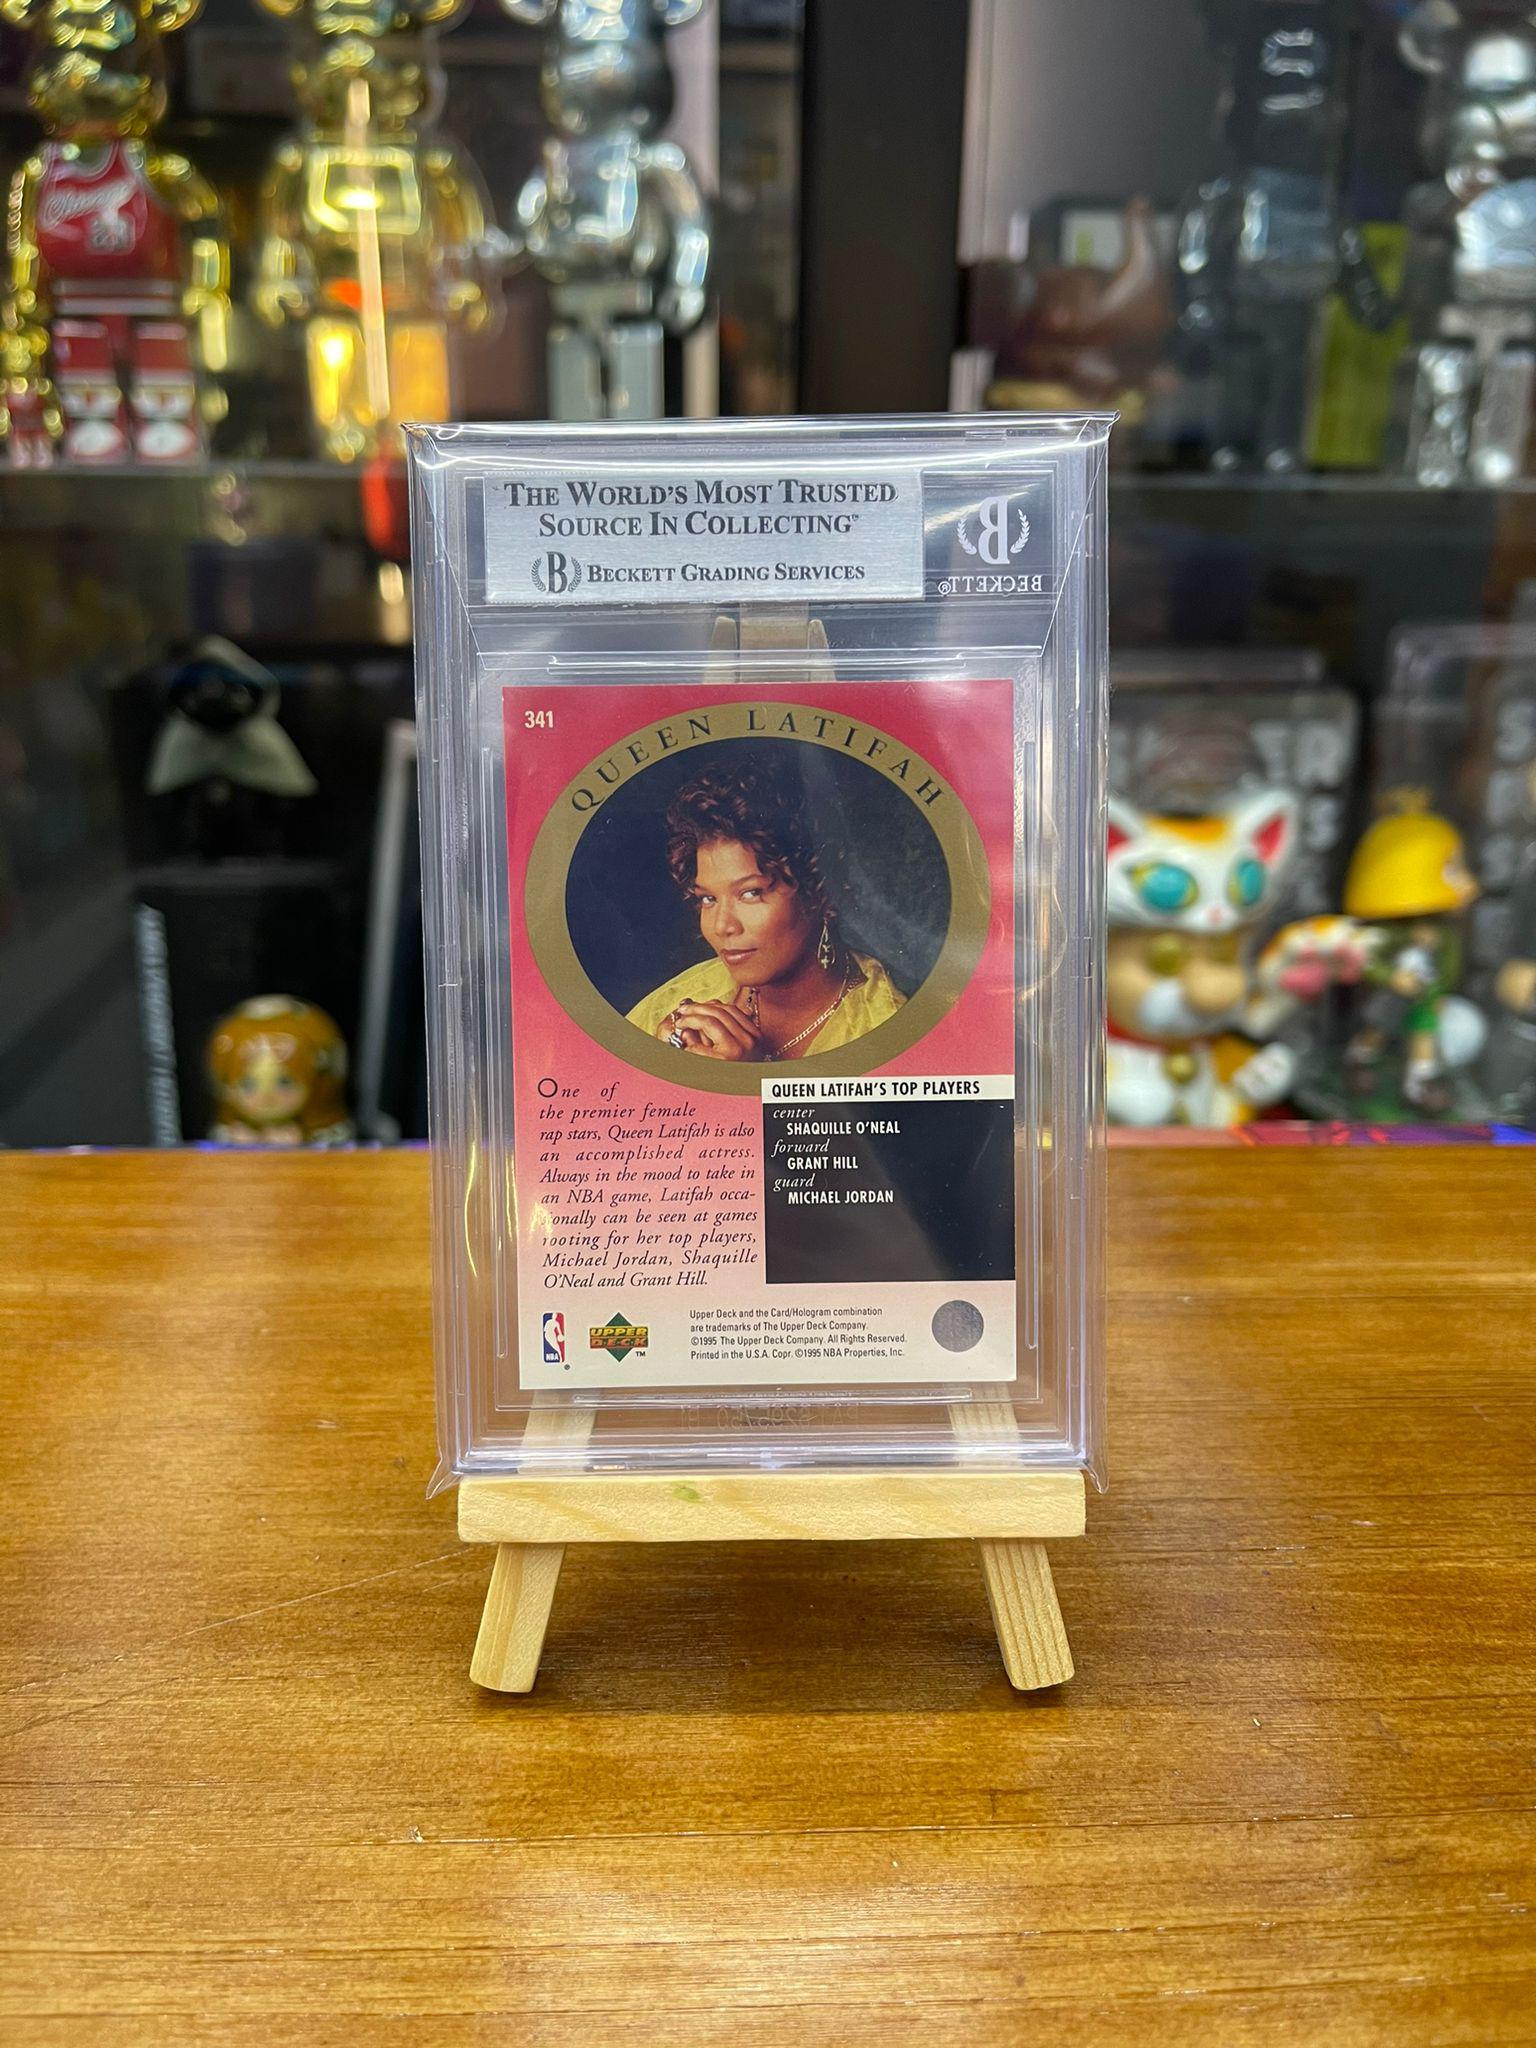 THE WORLD'S MOST TRUSTED
SOURCE IN COLLECTING™
B BECKETT GRADING SERVICES
B
BECKETT®
341
QUEEN LATIFAH
One of
the premier female
rap stars, Queen Latifah is also
an accomplished actress.
Always in the mood to take in
an NBA game, Latifah occa-
sionally can be seen at games
rooting for her top players,
Michael Jordan, Shaquille
O'Neal and Grant Hill.
QUEEN LATIFAH'S TOP PLAYERS
center
SHAQUILLE O'NEAL
forward
GRANT HILL
guard
MICHAEL JORDAN
NBA ®
UPPER
DECK ™
Upper Deck and the Card/Hologram combination
are trademarks of The Upper Deck Company.
©1995 The Upper Deck Company. All Rights Reserved.
Printed in the U.S.A. Copr. ©1995 NBA Properties, Inc.